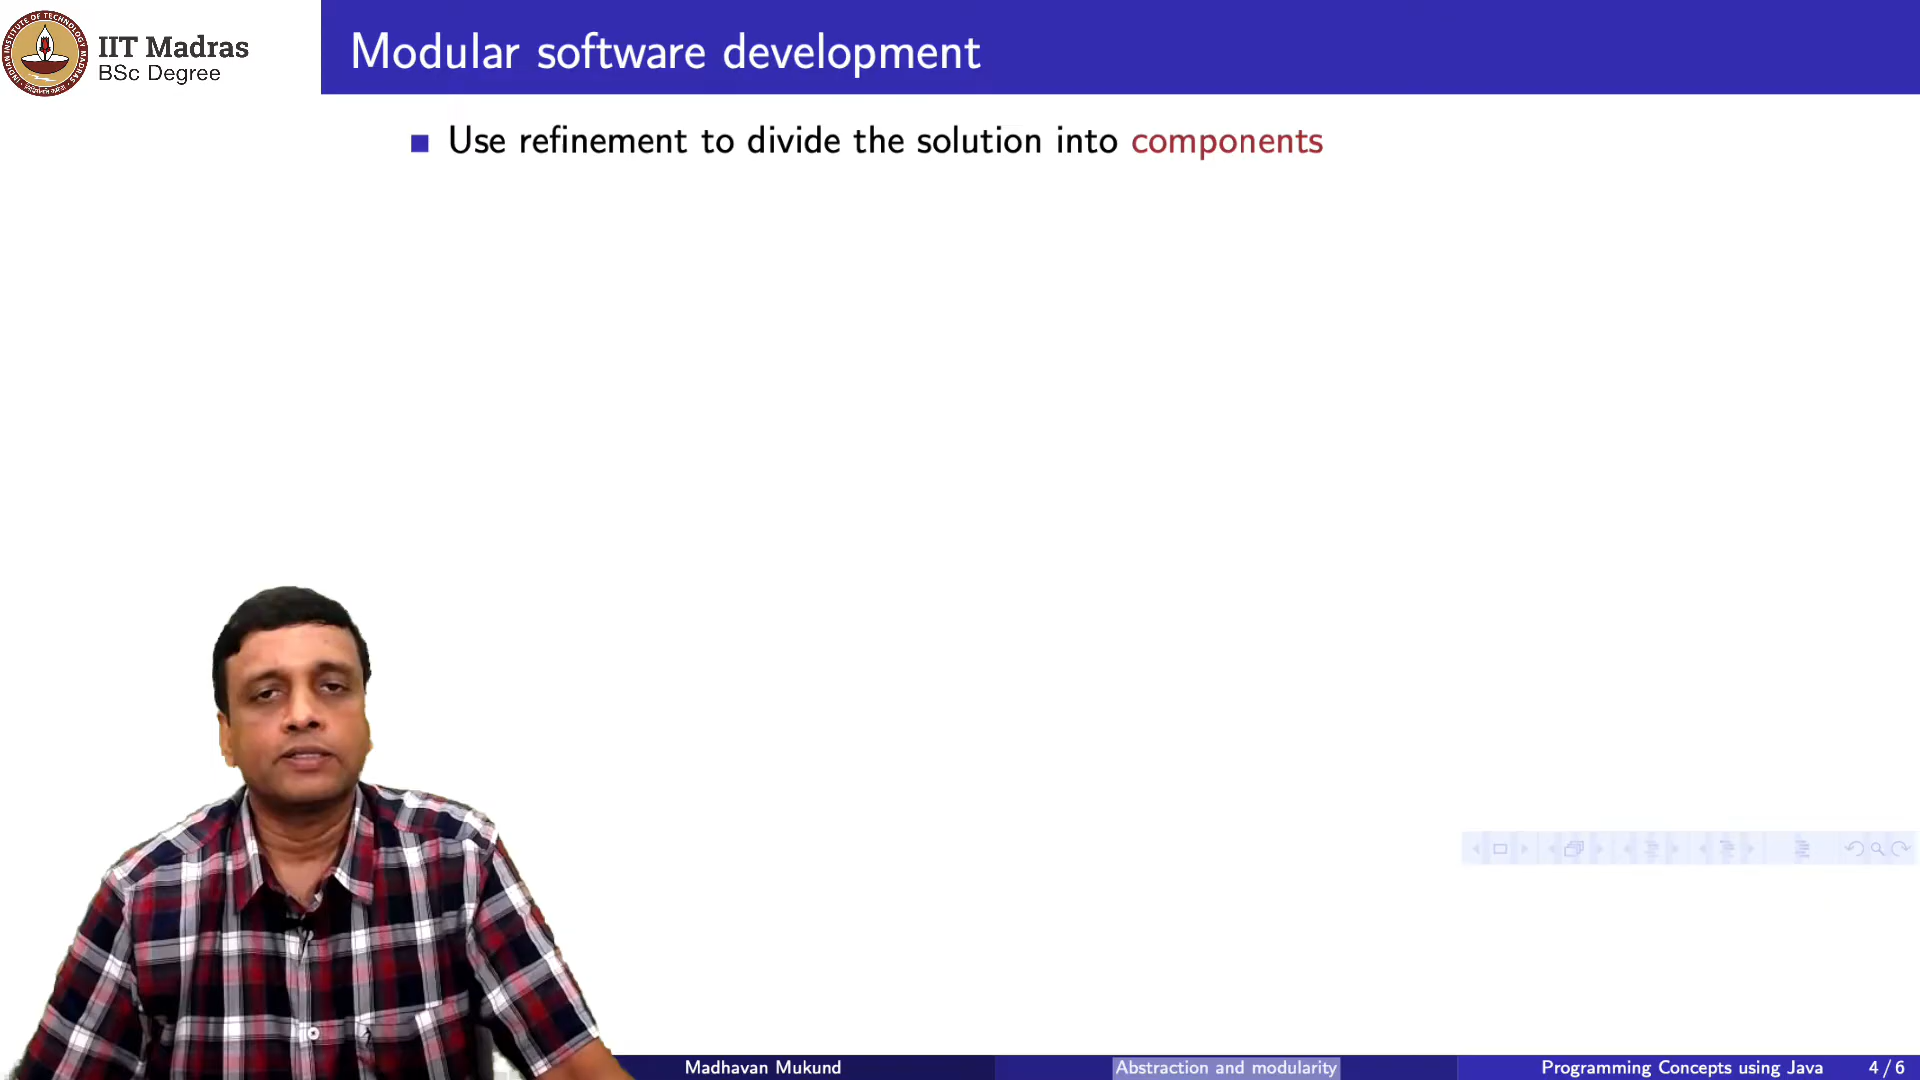 IIT Madras
BSc Degree
Modular software development
Use refinement to divide the solution into components
Madhavan Mukund
Abstraction and modularity
Programming Concepts using Java
4 / 6